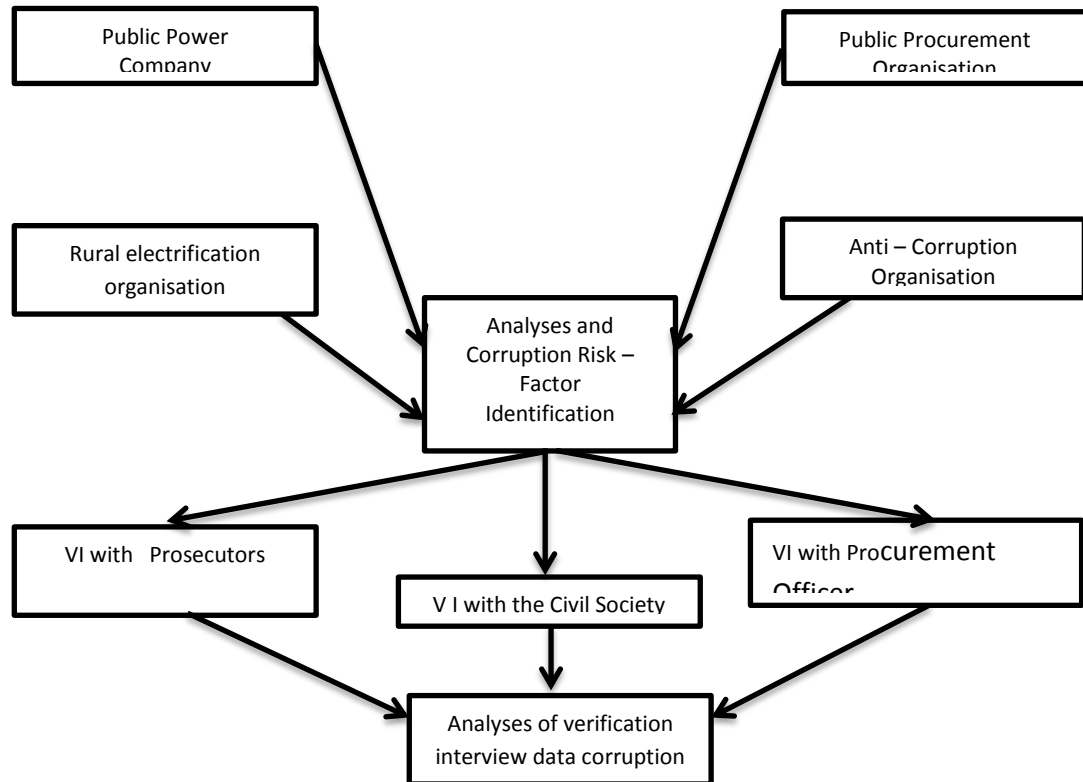 Public Power
Company
Public Procurement
Organisation
Rural electrification
organisation
Anti – Corruption
Organisation
Analyses and
Corruption Risk –
Factor
Identification
VI with Prosecutors
V I with the Civil Society
VI with Procurement
Officer
Analyses of verification
interview data corruption